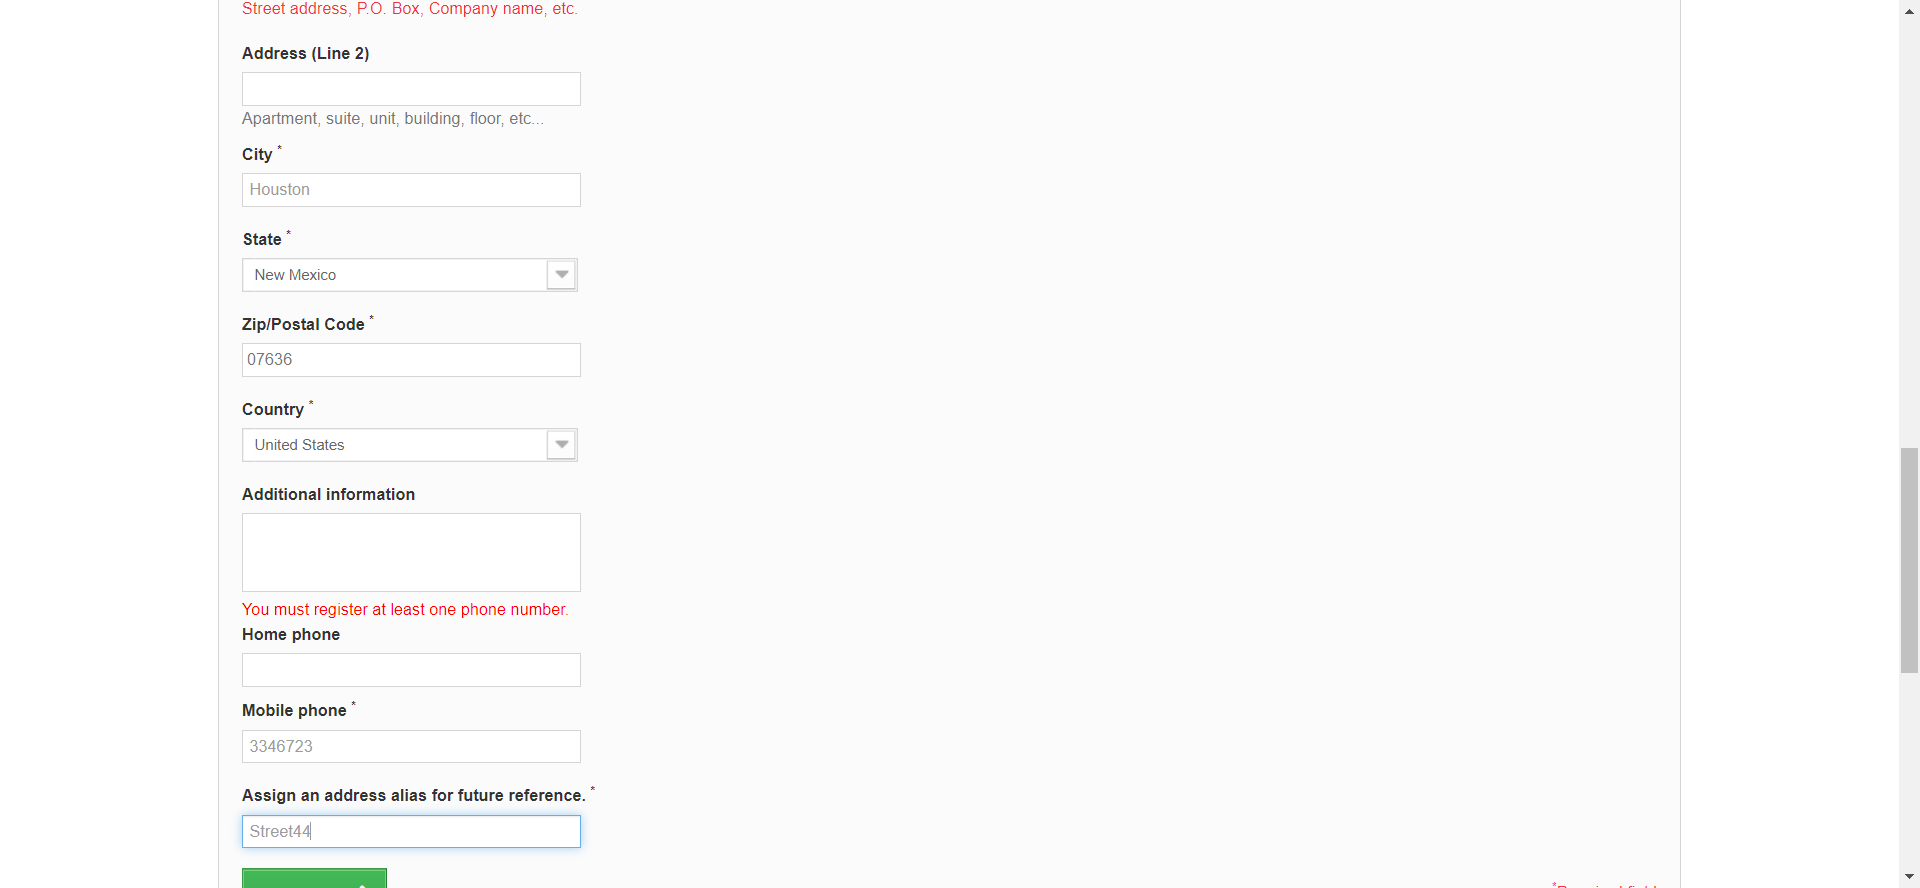 Street address, P.O. Box, Company name, etc.
Address (Line 2)
Apartment, suite, unit, building, floor, etc...
City *
Houston
State *
New Mexico
Zip/Postal Code *
07636
Country *
United States
Additional information
You must register at least one phone number.
Home phone
Mobile phone *
3346723
Assign an address alias for future reference. *
Street44